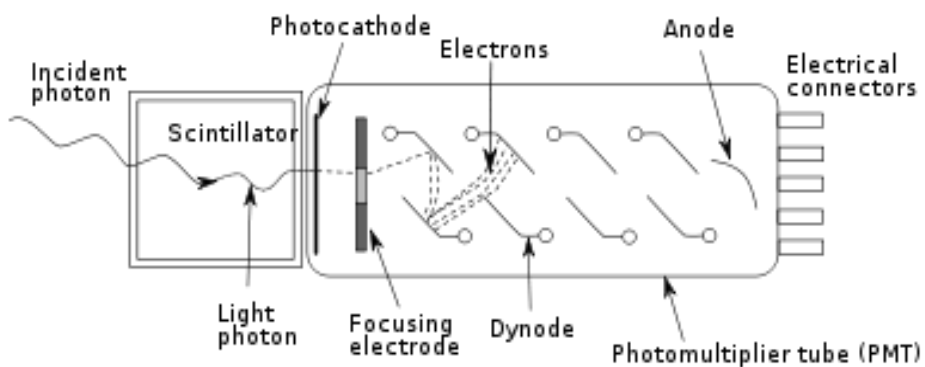 Photocathode
Anode
Electrons
Incident
photon
Electrical
connectors
Scintillator
Light
photon
Focusing
electrode
Dynode
Photomultiplier tube (PMT)